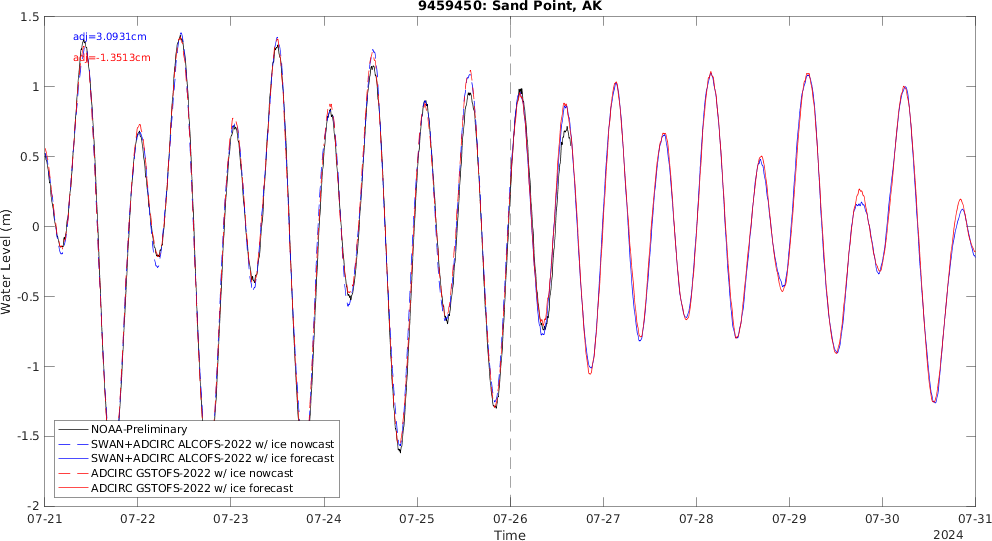 9459450: Sand Point, AK
adj=3.0931cm
adj=-1.3513cm
1.5
1
0.5
0
-0.5
-1
-1.5
-2
Water Level (m)
NOAA-Preliminary
SWAN+ADCIRC ALCOFS-2022 w/ ice nowcast
SWAN+ADCIRC ALCOFS-2022 w/ ice forecast
ADCIRC GSTOFS-2022 w/ ice nowcast
ADCIRC GSTOFS-2022 w/ ice forecast
07-21 07-22 07-23 07-24 07-25 07-26 07-27 07-28 07-29 07-30 07-31
Time
2024